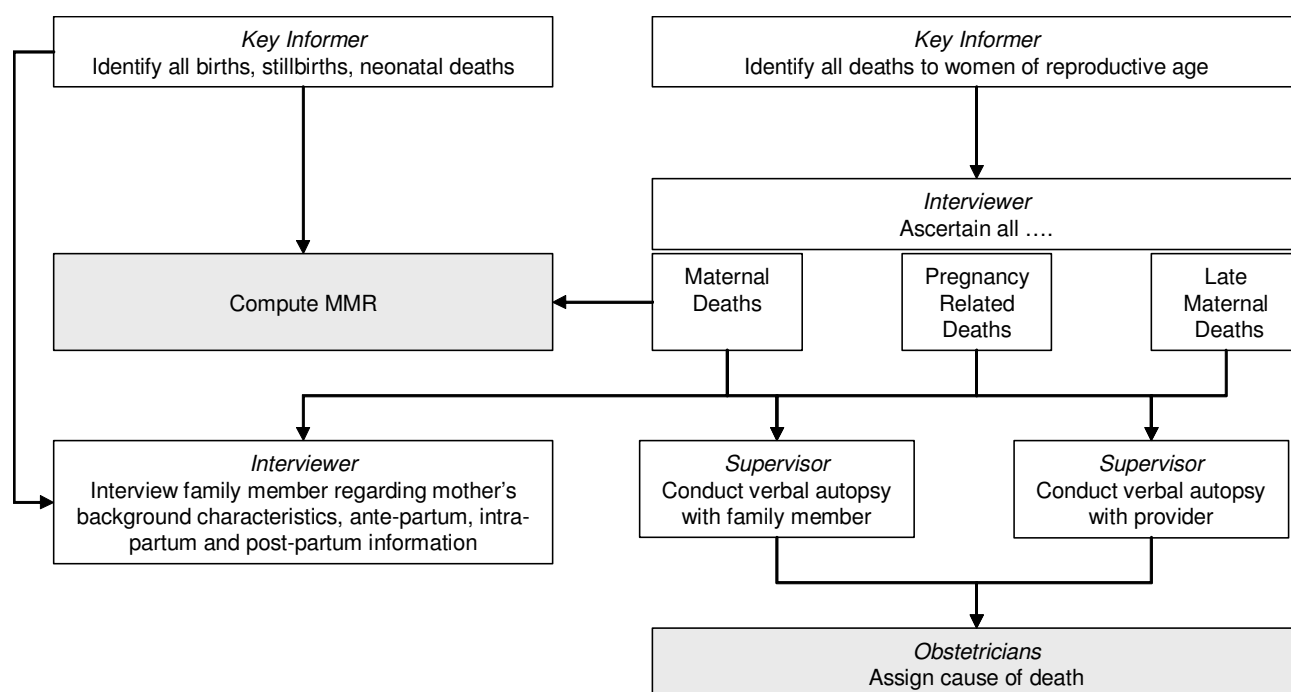 Key Informer
Identify all births, stillbirths, neonatal deaths
Key Informer
Identify all deaths to women of reproductive age
Interviewer
Ascertain all ....
Compute MMR
Maternal
Deaths
Pregnancy
Related
Deaths
Late
Maternal
Deaths
Interviewer
Interview family member regarding mother’s
background characteristics, ante-partum, intra-
partum and post-partum information
Supervisor
Conduct verbal autopsy
with family member
Supervisor
Conduct verbal autopsy
with provider
Obstetricians
Assign cause of death